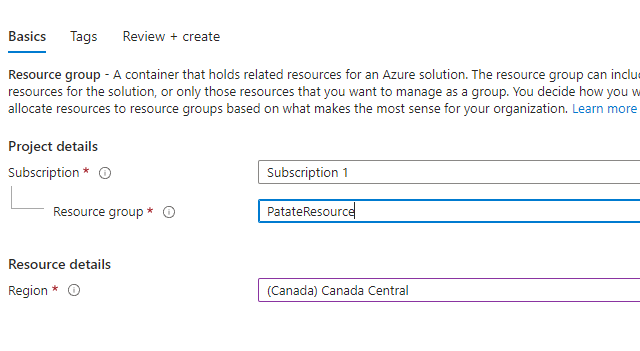 Basics Tags Review + create
Resource group - A container that holds related resources for an Azure solution. The resource group can inclu
resources for the solution, or only those resources that you want to manage as a group. You decide how you w
allocate resources to resource groups based on what makes the most sense for your organization. Learn more
Project details
Subscription * Subscription 1
Resource group * PatateResource
Resource details
Region * (Canada) Canada Central